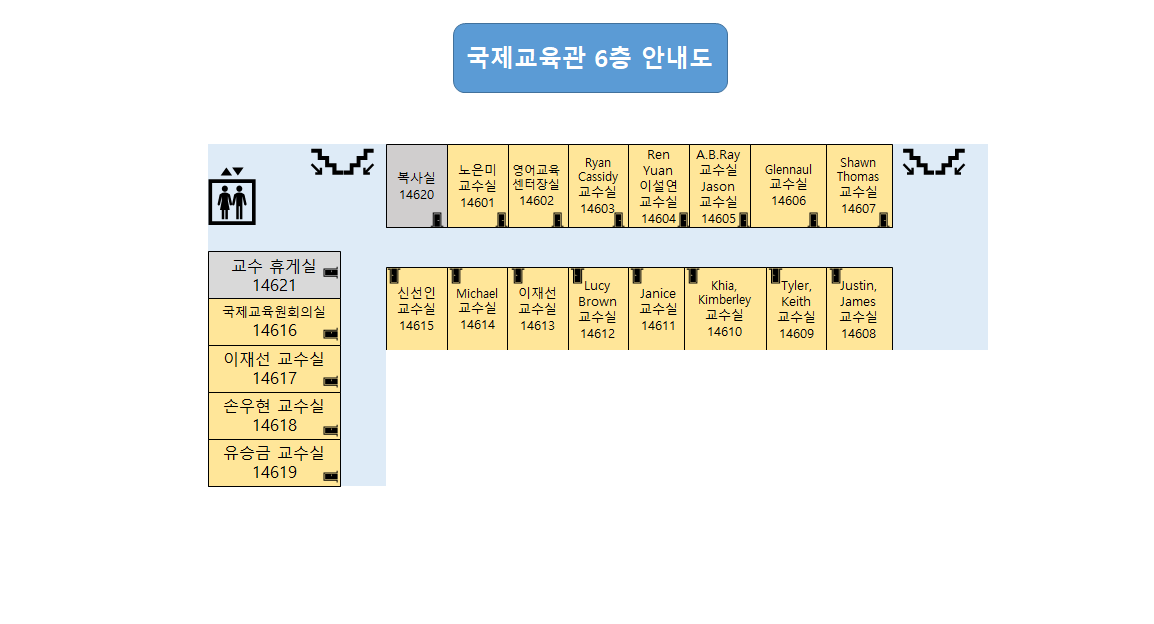 국제교육관 6층 안내도
복사실
14620
노은미
교수실
14601
영어교육
센터장실
14602
Ryan
Cassidy
교수실
14603
Ren
Yuan
이설연
교수실
14604
A.B.Ray
교수실
Jason
교수실
14605
Glennaul
교수실
14606
Shawn
Thomas
교수실
14607
교수 휴게실
14621
국제교육원회의실
14616
이재선 교수실
14617
손우현 교수실
14618
유승금 교수실
14619
신선인
교수실
14615
Michael
교수실
14614
이재선
교수실
14613
Lucy
Brown
교수실
14612
Janice
교수실
14611
Khia,
Kimberley
교수실
14610
Tyler,
Keith
교수실
14609
Justin,
James
교수실
14608